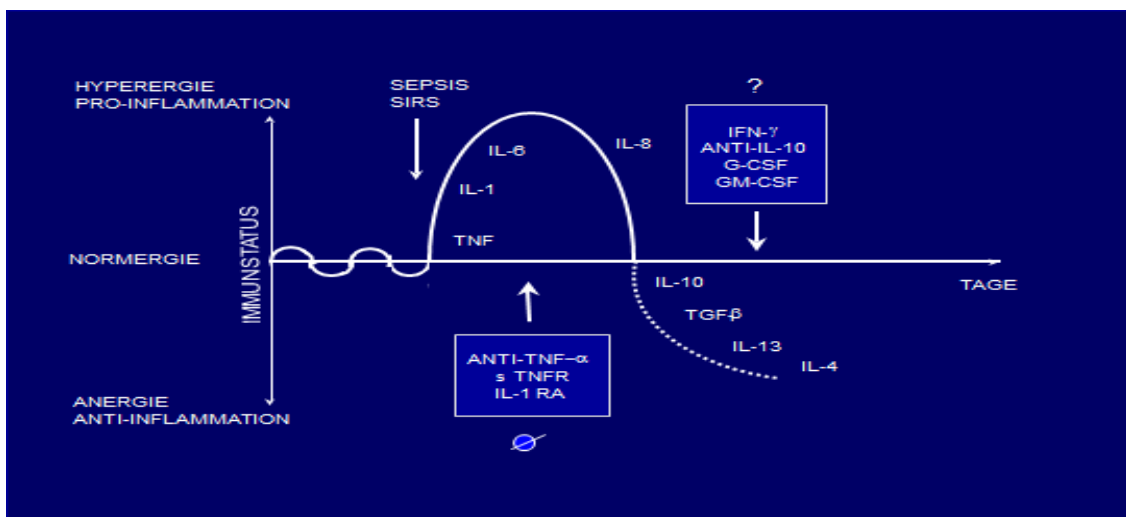 HYPERERGIE
PRO-INFLAMMATION
SEPSIS
SIRS
?
IFN-γ
ANTI-IL-10
G-CSF
GM-CSF
IL-6
IL-8
IL-1
TNF
IMMUNSTATUS
NORMERGIE
TAGE
IL-10
TGFβ
IL-13
IL-4
ANTI-TNF-α
s TNFR
IL-1 RA
ANERGIE
ANTI-INFLAMMATION